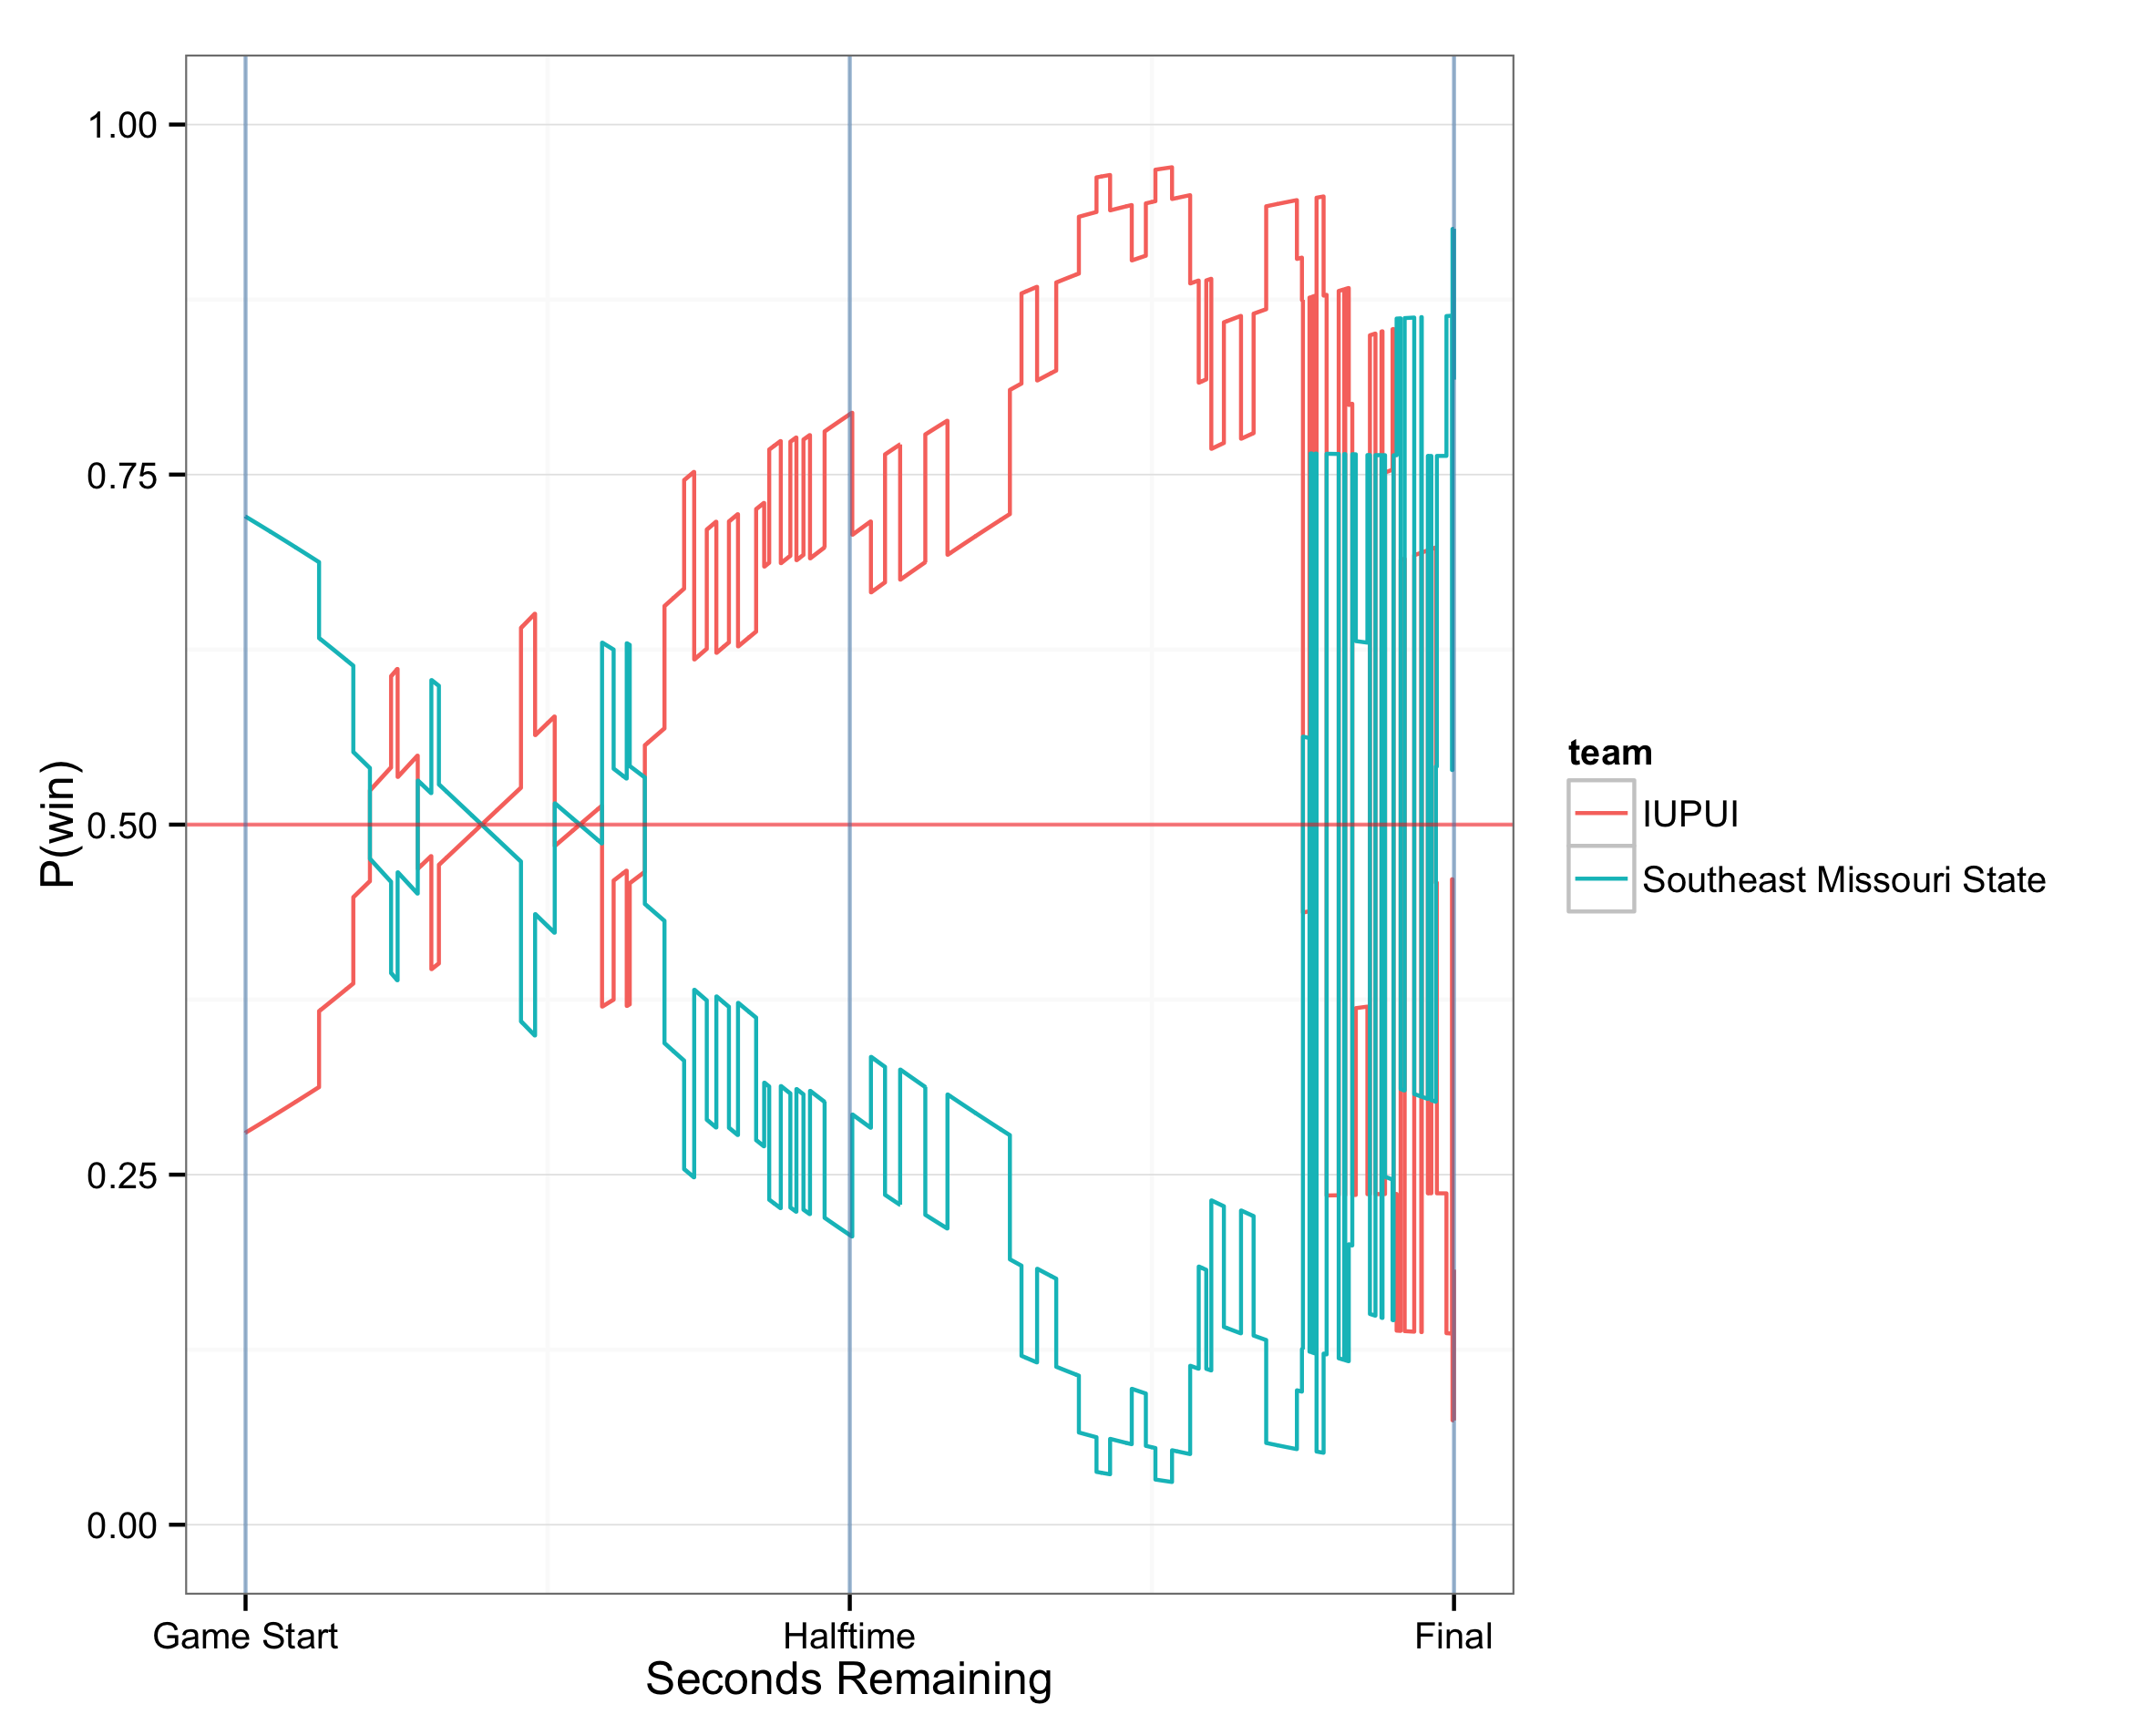 1.00
0.75
0.50
0.25
0.00
P(win)
Game Start
Halftime
Final
Seconds Remaining
team
IUPUI
Southeast Missouri State